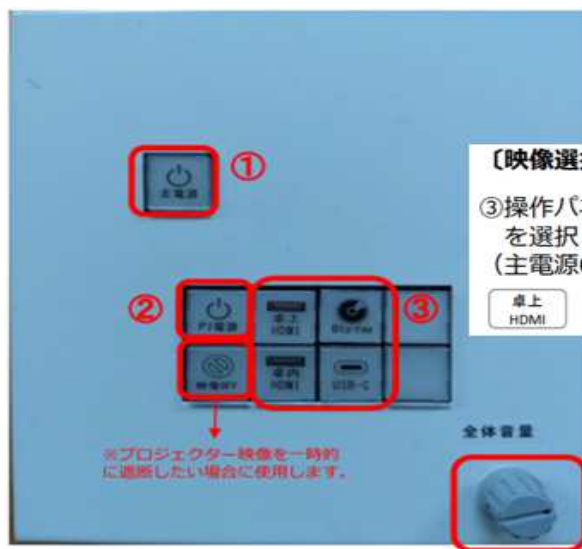 ①
主電源
〔映像選
③操作パ
を選択
（主電源
卓上
HDMI
②
PJ電源
卓上
HDMI
Blu-ray
③
映像OFF
卓内
HDMI
USB-C
※プロジェクター映像を一時的
に遮断したい場合に使用します。
全体音量